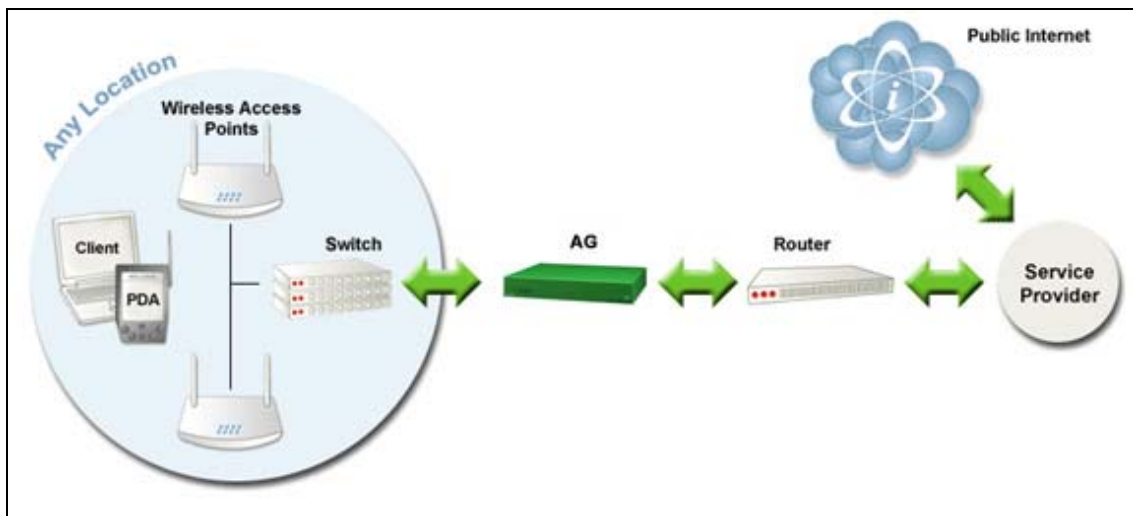 Any Location
Wireless Access
Points
Client
PDA
Switch
AG
Router
Public Internet
i
Service
Provider